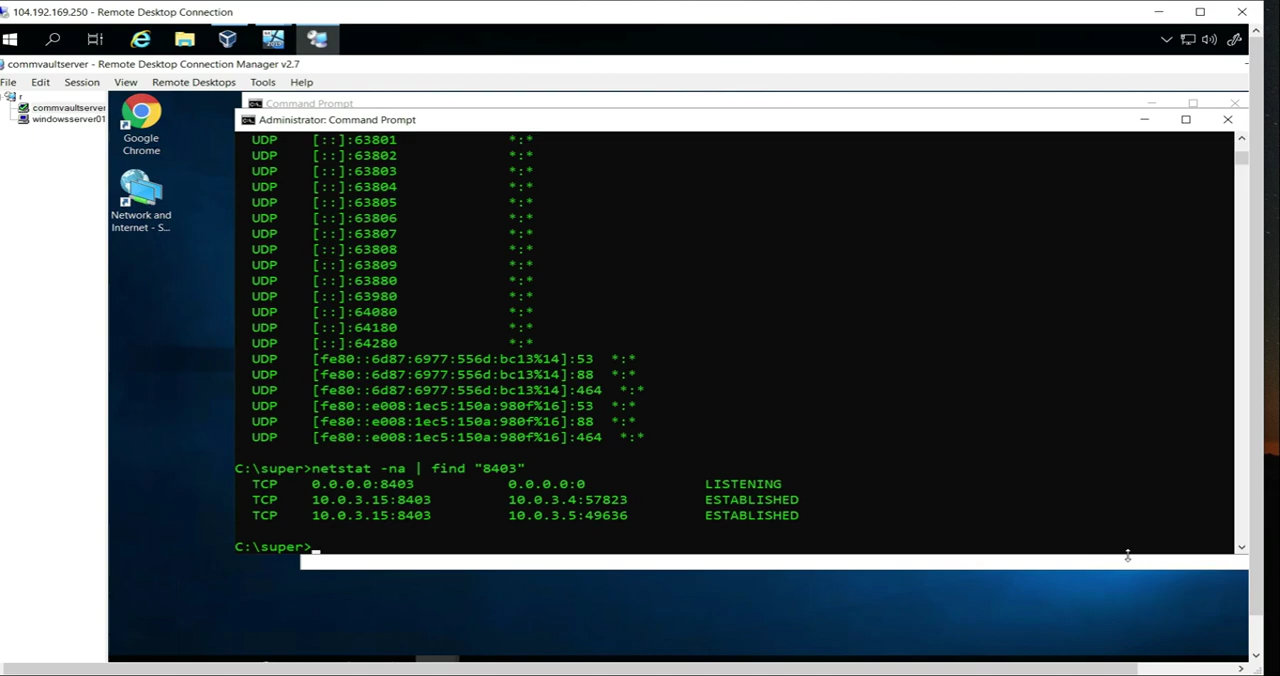 104.192.169.250 - Remote Desktop Connection
commvaultserver - Remote Desktop Connection Manager v2.7
File Edit Session View Remote Desktops Tools Help
r
commvaultserver
windowsserver01
Google
Chrome
Network and
Internet - S...
Command Prompt
Administrator: Command Prompt
UDP [::]:63801 *:*
UDP [::]:63802 *:*
UDP [::]:63803 *:*
UDP [::]:63804 *:*
UDP [::]:63805 *:*
UDP [::]:63806 *:*
UDP [::]:63807 *:*
UDP [::]:63808 *:*
UDP [::]:63809 *:*
UDP [::]:63880 *:*
UDP [::]:63980 *:*
UDP [::]:64080 *:*
UDP [::]:64180 *:*
UDP [::]:64280 *:*
UDP [fe80::6d87:6977:556d:bc13%14]:53 *:*
UDP [fe80::6d87:6977:556d:bc13%14]:88 *:*
UDP [fe80::6d87:6977:556d:bc13%14]:464 *:*
UDP [fe80::e008:1ec5:150a:980f%16]:53 *:*
UDP [fe80::e008:1ec5:150a:980f%16]:88 *:*
UDP [fe80::e008:1ec5:150a:980f%16]:464 *:*
C:\super>netstat -na | find "8403"
TCP 0.0.0.0:8403 0.0.0.0:0 LISTENING
TCP 10.0.3.15:8403 10.0.3.4:57823 ESTABLISHED
TCP 10.0.3.15:8403 10.0.3.5:49636 ESTABLISHED
C:\super>